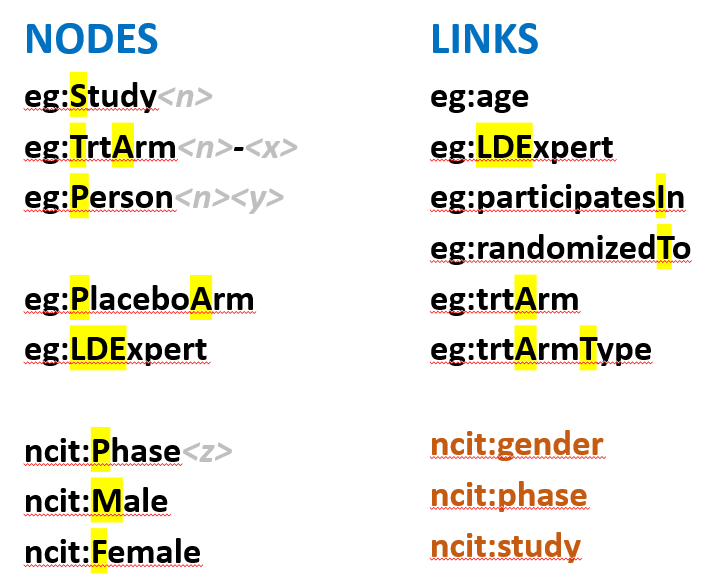 NODES
eg:Study<n>
eg:TrtArm<n>-<x>
eg:Person<n><y>
eg:PlaceboArm
eg:LDExpert
ncit:Phase<z>
ncit:Male
ncit:Female
LINKS
eg:age
eg:LDExpert
eg:participatesIn
eg:randomizedTo
eg:trtArm
eg:trtArmType
ncit:gender
ncit:phase
ncit:study